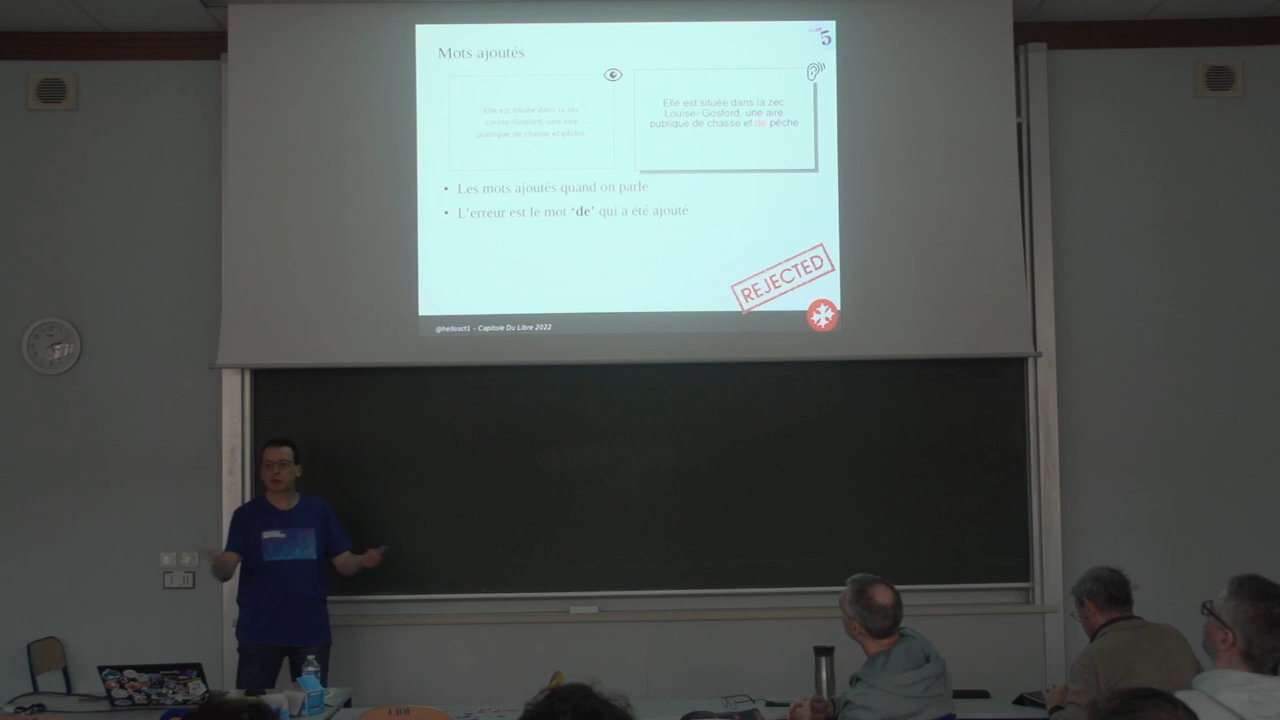 Mots ajoutés
5
Elle est située dans la zec
Louise-Gosford, une aire
publique de chasse et pêche
Elle est située dans la zec
Louise- Gosford, une aire
publique de chasse et de pêche
• Les mots ajoutés quand on parle
• L'erreur est le mot 'de' qui a été ajouté
REJECTED
@hellosct1 – Capitole Du Libre 2022